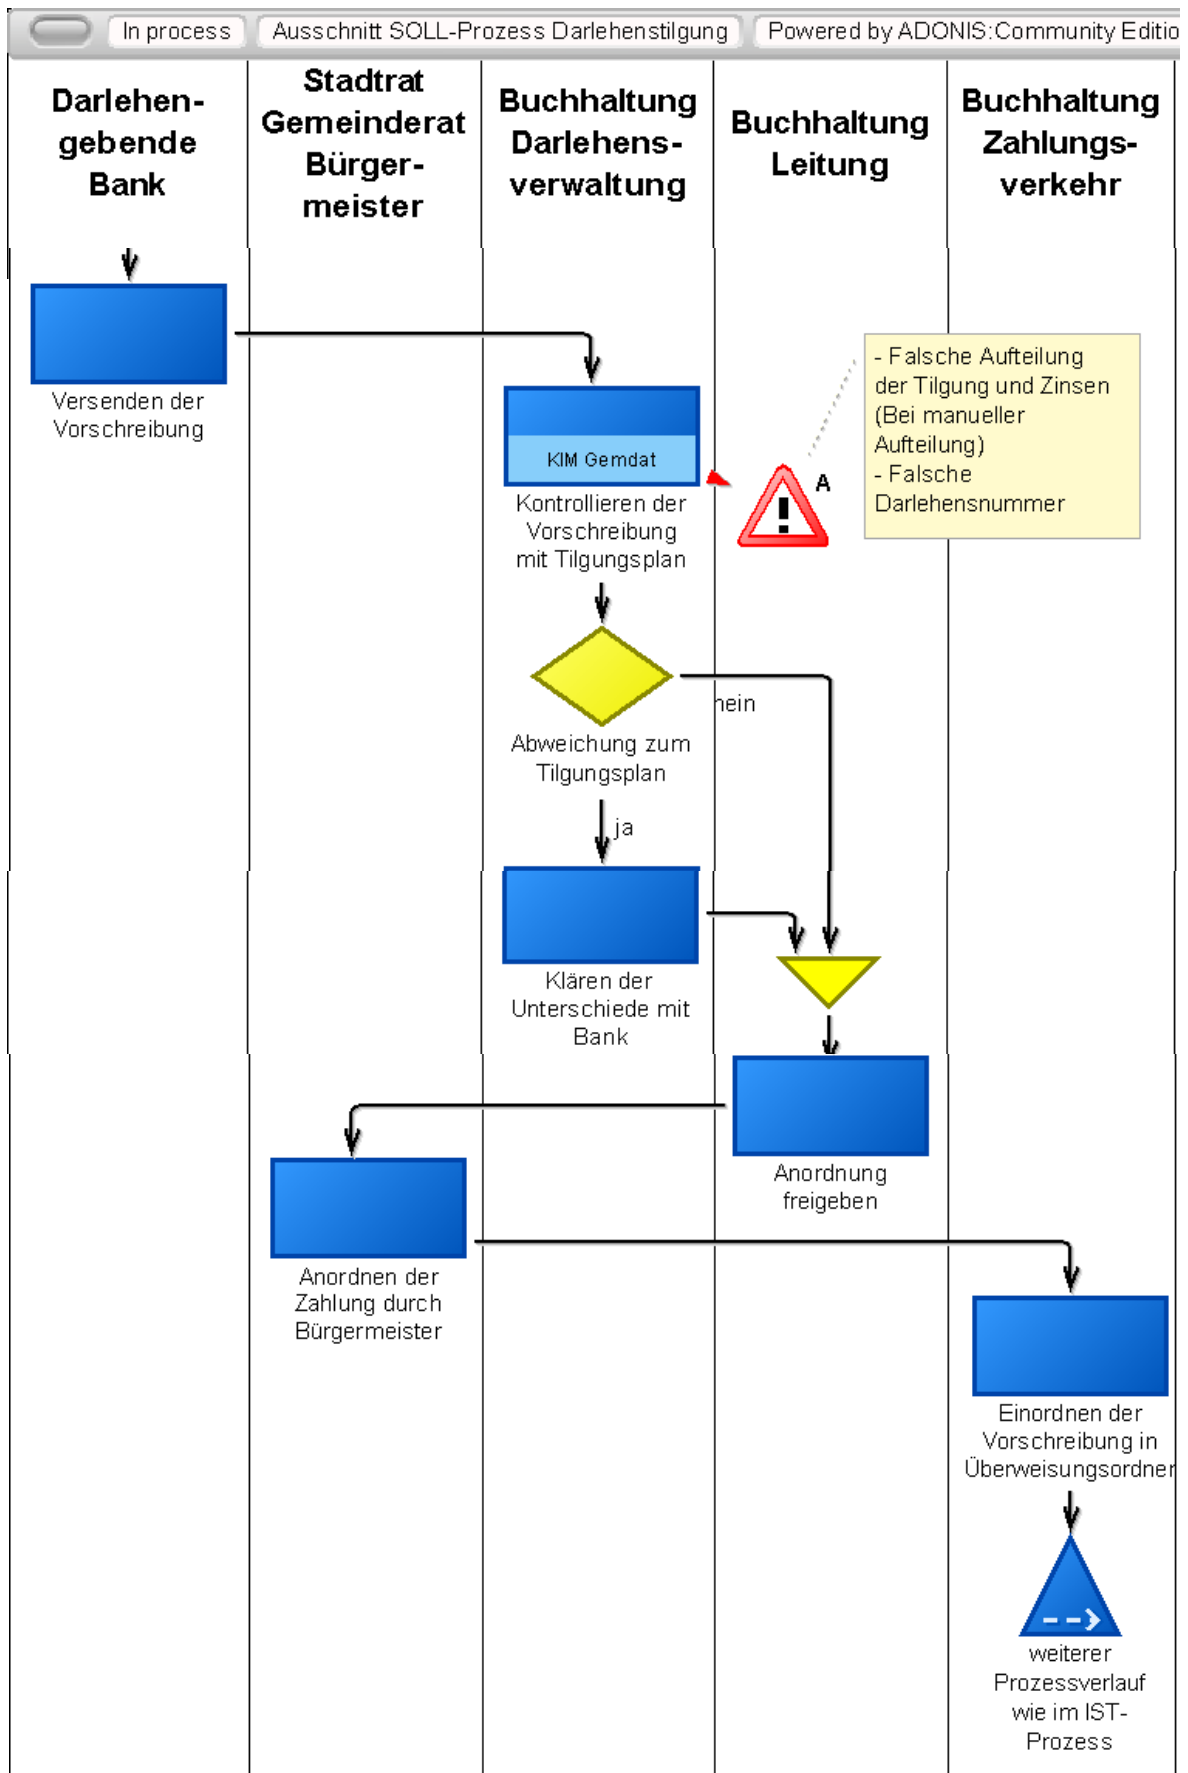 In process
Ausschnitt SOLL-Prozess Darlehenstilgung
Powered by ADONIS:Community Editio
Darlehen-
gebende
Bank
Stadtrat
Gemeinderat
Bürger-
meister
Buchhaltung
Darlehens-
verwaltung
Buchhaltung
Leitung
Buchhaltung
Zahlungs-
verkehr
Versenden der
Vorschreibung
KIM Gemdat
Kontrollieren der
Vorschreibung
mit Tilgungsplan
A
- Falsche Aufteilung
der Tilgung und Zinsen
(Bei manueller
Aufteilung)
- Falsche
Darlehensnummer
nein
Abweichung zum
Tilgungsplan
ja
Klären der
Unterschiede mit
Bank
Anordnung
freigeben
Anordnen der
Zahlung durch
Bürgermeister
Einordnen der
Vorschreibung in
Überweisungsordner
weiterer
Prozessverlauf
wie im IST-
Prozess